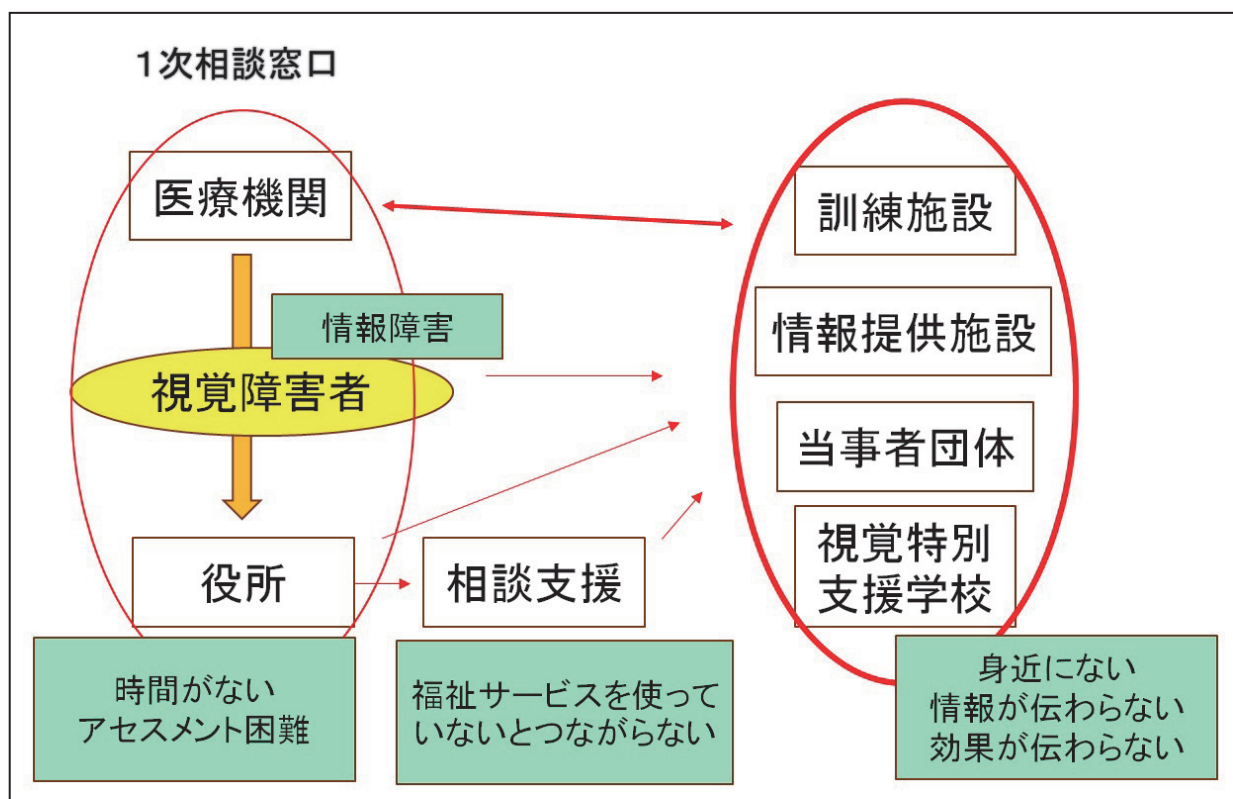 1次相談窓口
医療機関
情報障害
視覚障害者
役所
時間がない
アセスメント困難
相談支援
福祉サービスを使って
いないとつながらない
訓練施設
情報提供施設
当事者団体
視覚特別
支援学校
身近にない
情報が伝わらない
効果が伝わらない